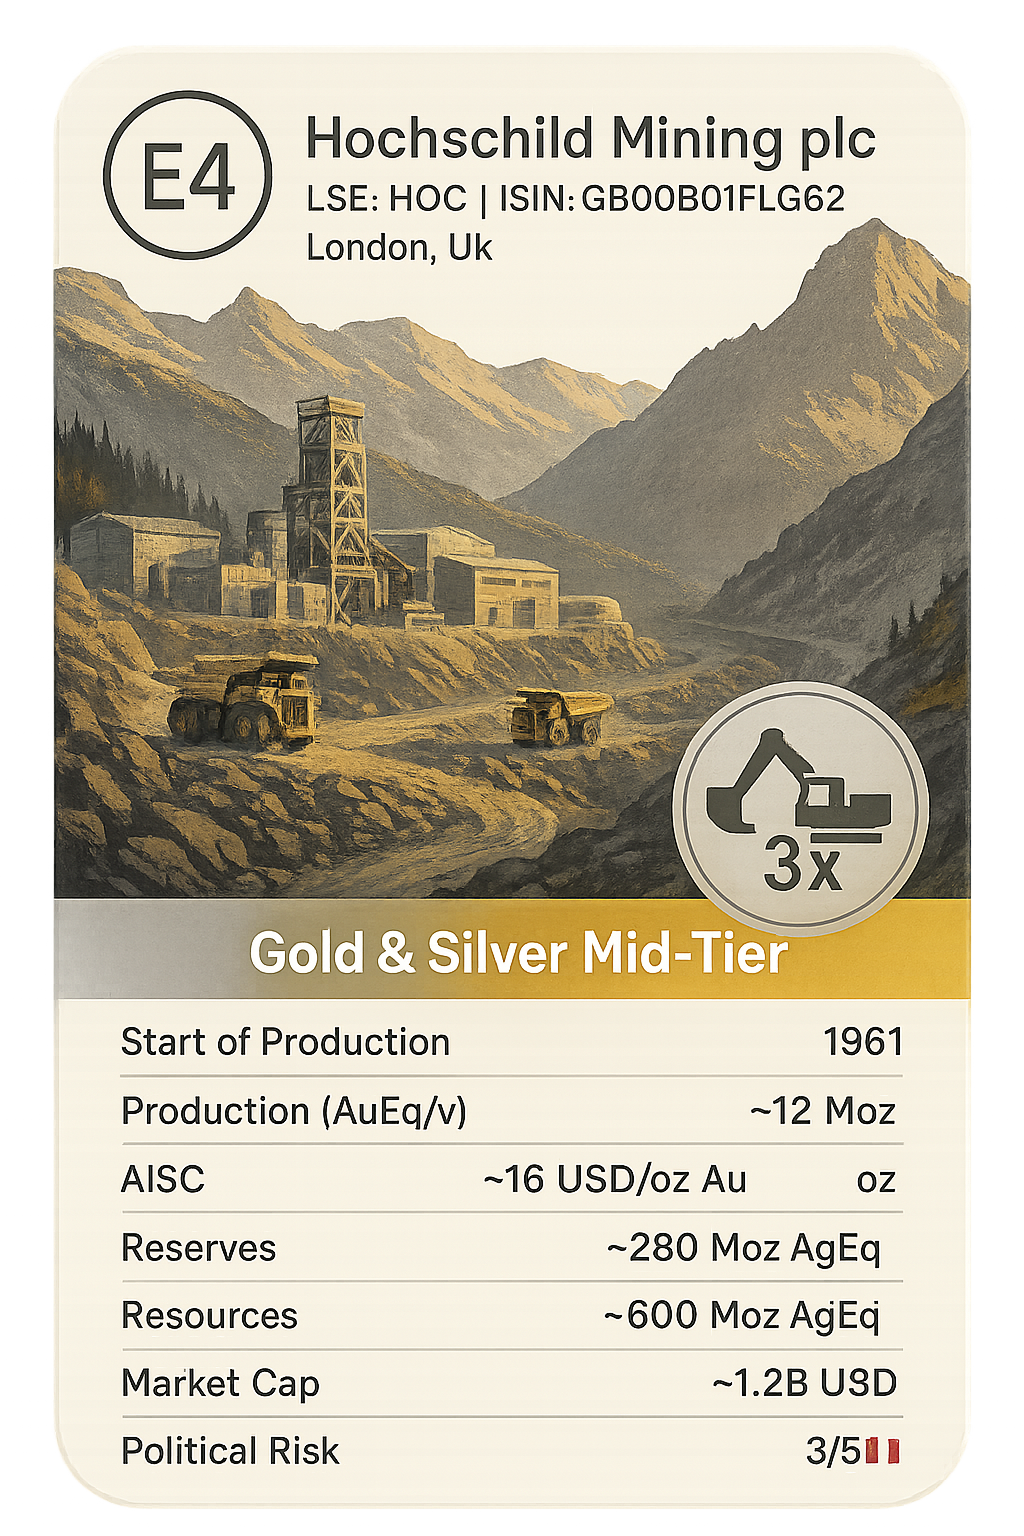 E4
Hochschild Mining plc
LSE: HOC | ISIN: GB00B01FLG62
London, Uk
3x
Gold & Silver Mid-Tier
Start of Production 1961
Production (AuEq/v) ~12 Moz
AISC ~16 USD/oz Au oz
Reserves ~280 Moz AgEq
Resources ~600 Moz AgEq
Market Cap ~1.2B USD
Political Risk 3/5